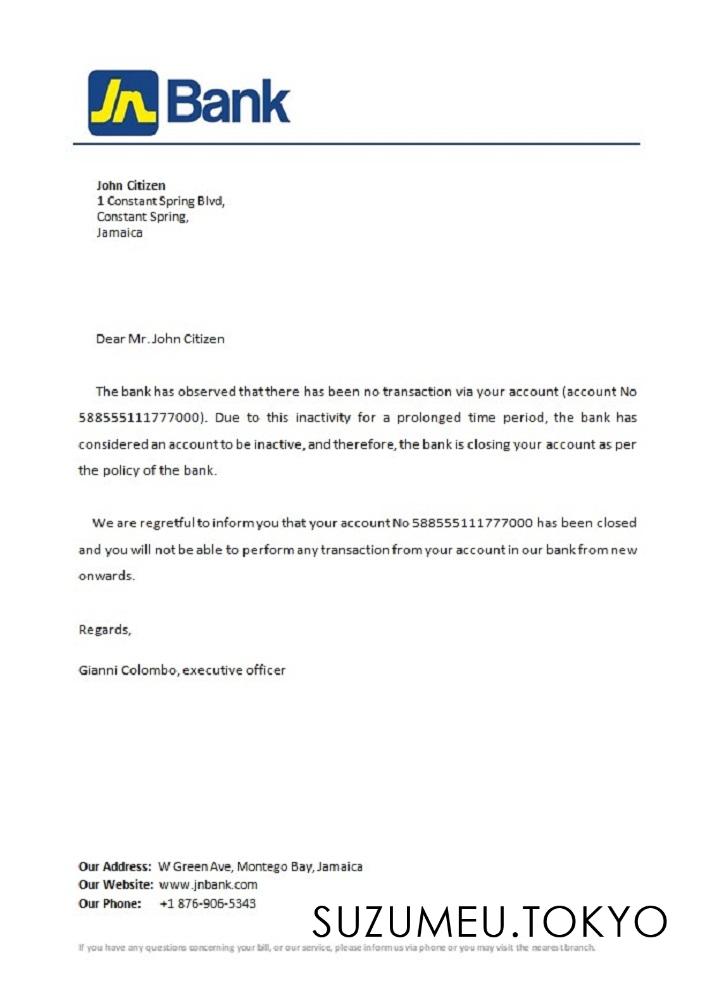 Jn Bank
John Citizen
1 Constant Spring Blvd,
Constant Spring,
Jamaica
Dear Mr. John Citizen
The bank has observed that there has been no transaction via your account (account No
588555111777000). Due to this inactivity for a prolonged time period, the bank has
considered an account to be inactive, and therefore, the bank is closing your account as per
the policy of the bank.
We are regretful to inform you that your account No 588555111777000 has been closed
and you will not be able to perform any transaction from your account in our bank from new
onwards.
Regards,
Gianni Colombo, executive officer
Our Address: W Green Ave, Montego Bay, Jamaica
Our Website: www.jnbank.com
Our Phone: +1 876-906-5343
SUZUMEU.TOKYO
If you have any questions concerning your bill, or our service, please inform us via phone or you may visit the nearest branch.